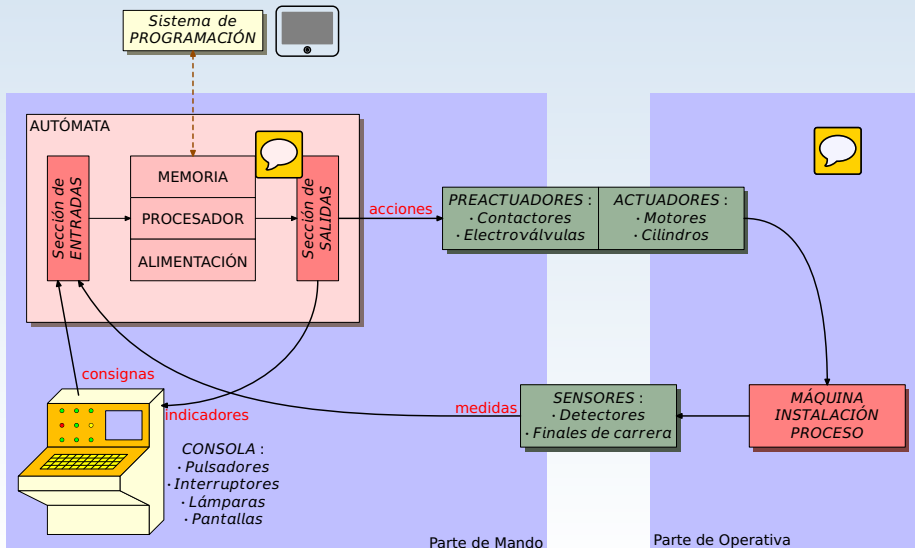 Sistema de
PROGRAMACIÓN
AUTÓMATA
Sección de
ENTRADAS
MEMORIA
PROCESADOR
ALIMENTACIÓN
Sección de
SALIDAS
acciones
PREACTUADORES :
· Contactores
· Electroválvulas
ACTUADORES :
· Motores
· Cilindros
consignas
indicadores
medidas
SENSORES :
· Detectores
· Finales de carrera
MÁQUINA
INSTALACIÓN
PROCESO
CONSOLA :
· Pulsadores
· Interruptores
· Lámparas
· Pantallas
Parte de Mando
Parte de Operativa